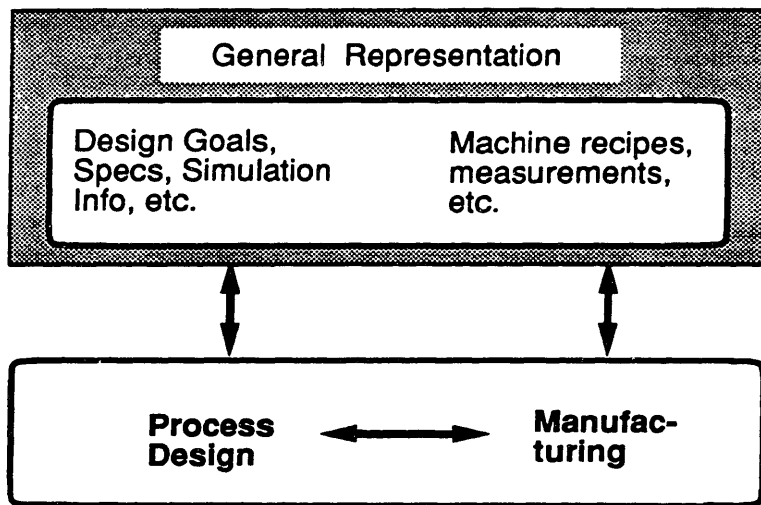 General Representation
Design Goals,
Specs, Simulation
Info, etc.
Machine recipes,
measurements,
etc.
Process
Design
Manufac-
turing